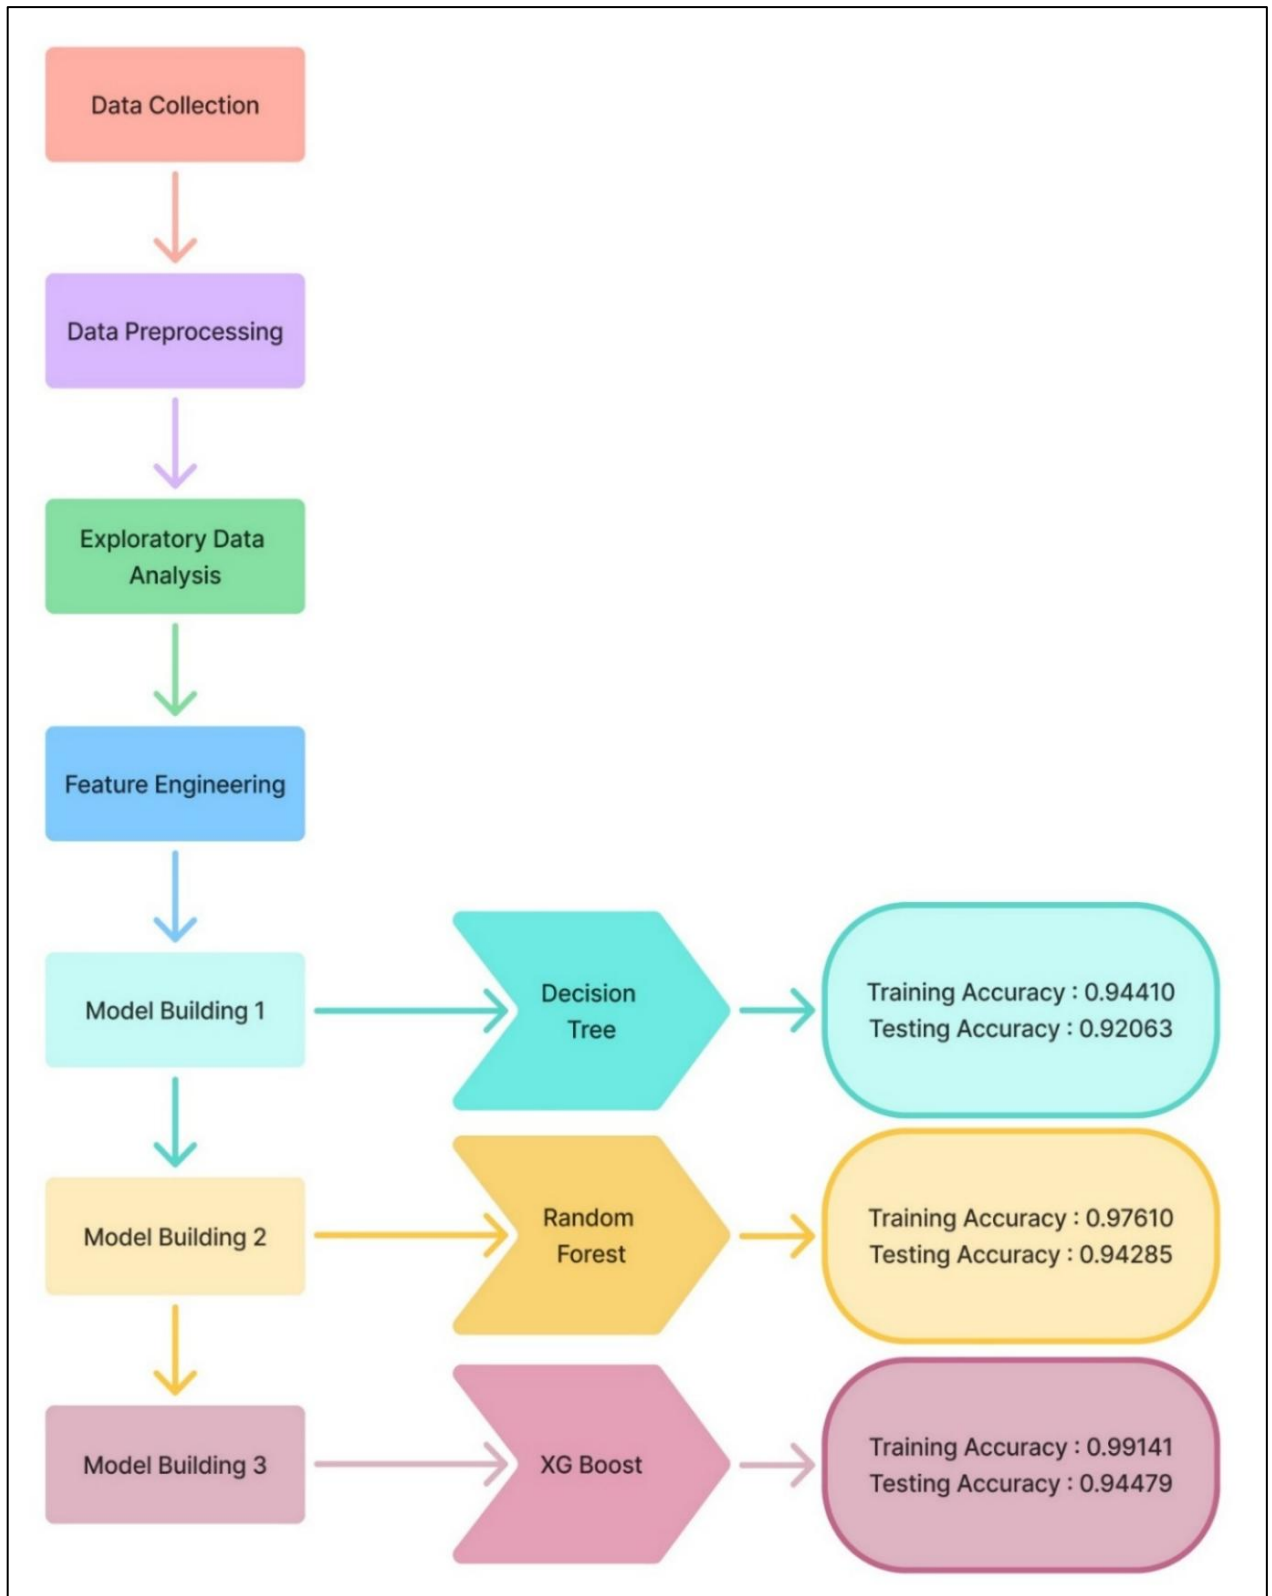 Data Collection
Data Preprocessing
Exploratory Data
Analysis
Feature Engineering
Model Building 1
Decision
Tree
Training Accuracy : 0.94410
Testing Accuracy : 0.92063
Model Building 2
Random
Forest
Training Accuracy : 0.97610
Testing Accuracy : 0.94285
Model Building 3
XG Boost
Training Accuracy : 0.99141
Testing Accuracy : 0.94479